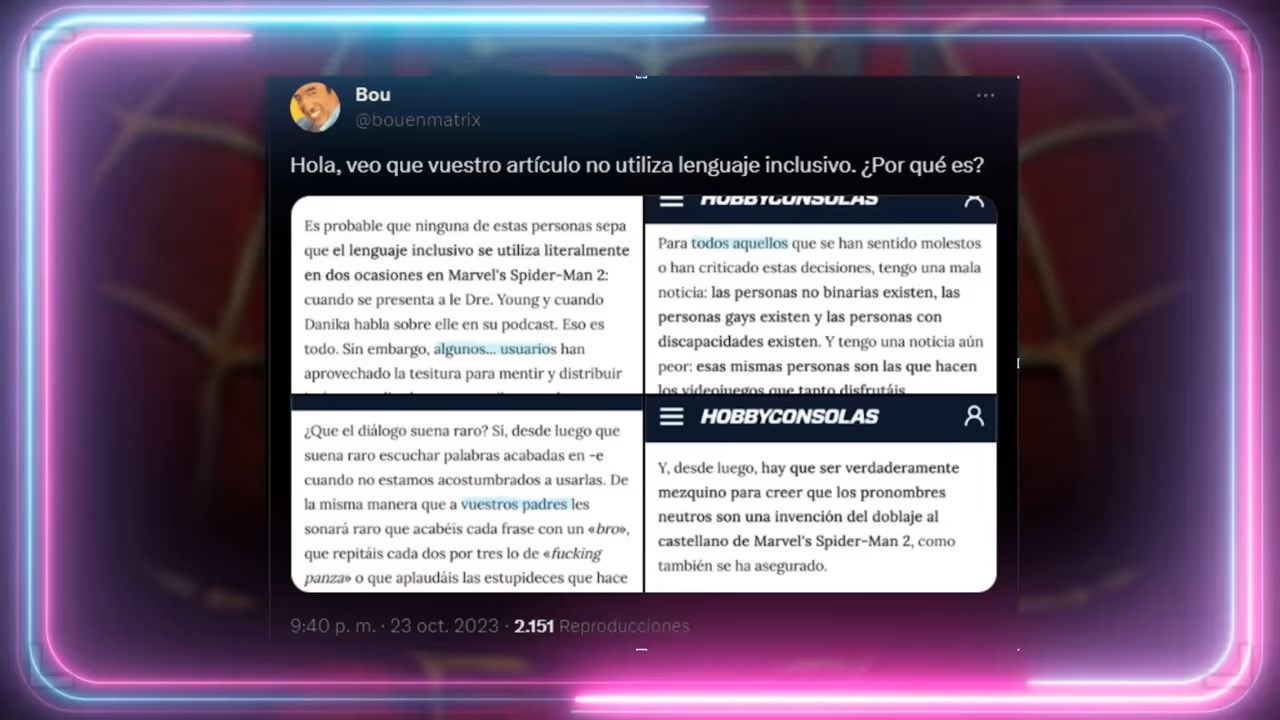 Bou
@bouenmatrix
Hola, veo que vuestro artículo no utiliza lenguaje inclusivo. ¿Por qué es?
Es probable que ninguna de estas personas sepa
que el lenguaje inclusivo se utiliza literalmente
en dos ocasiones en Marvel's Spider-Man 2:
cuando se presenta a le Dre. Young y cuando
Danika habla sobre elle en su podcast. Eso es
todo. Sin embargo, algunos... usuarios han
aprovechado la tesitura para mentir y distribuir
HOBBYCONSOLAS
Para todos aquellos que se han sentido molestos
o han criticado estas decisiones, tengo una mala
noticia: las personas no binarias existen, las
personas gays existen y las personas con
discapacidades existen. Y tengo una noticia aún
peor: esas mismas personas son las que hacen
los videojuegos que tanto disfrutáis
¿Que el diálogo suena raro? Sí, desde luego que
suena raro escuchar palabras acabadas en -e
cuando no estamos acostumbrados a usarlas. De
la misma manera que a vuestros padres les
sonará raro que acabéis cada frase con un «bro»,
que repitáis cada dos por tres lo de «fucking
panza» o que aplaudáis las estupideces que hace
HOBBYCONSOLAS
Y, desde luego, hay que ser verdaderamente
mezquino para creer que los pronombres
neutros son una invención del doblaje al
castellano de Marvel's Spider-Man 2, como
también se ha asegurado.
9:40 p. m. · 23 oct. 2023 · 2.151 Reproducciones